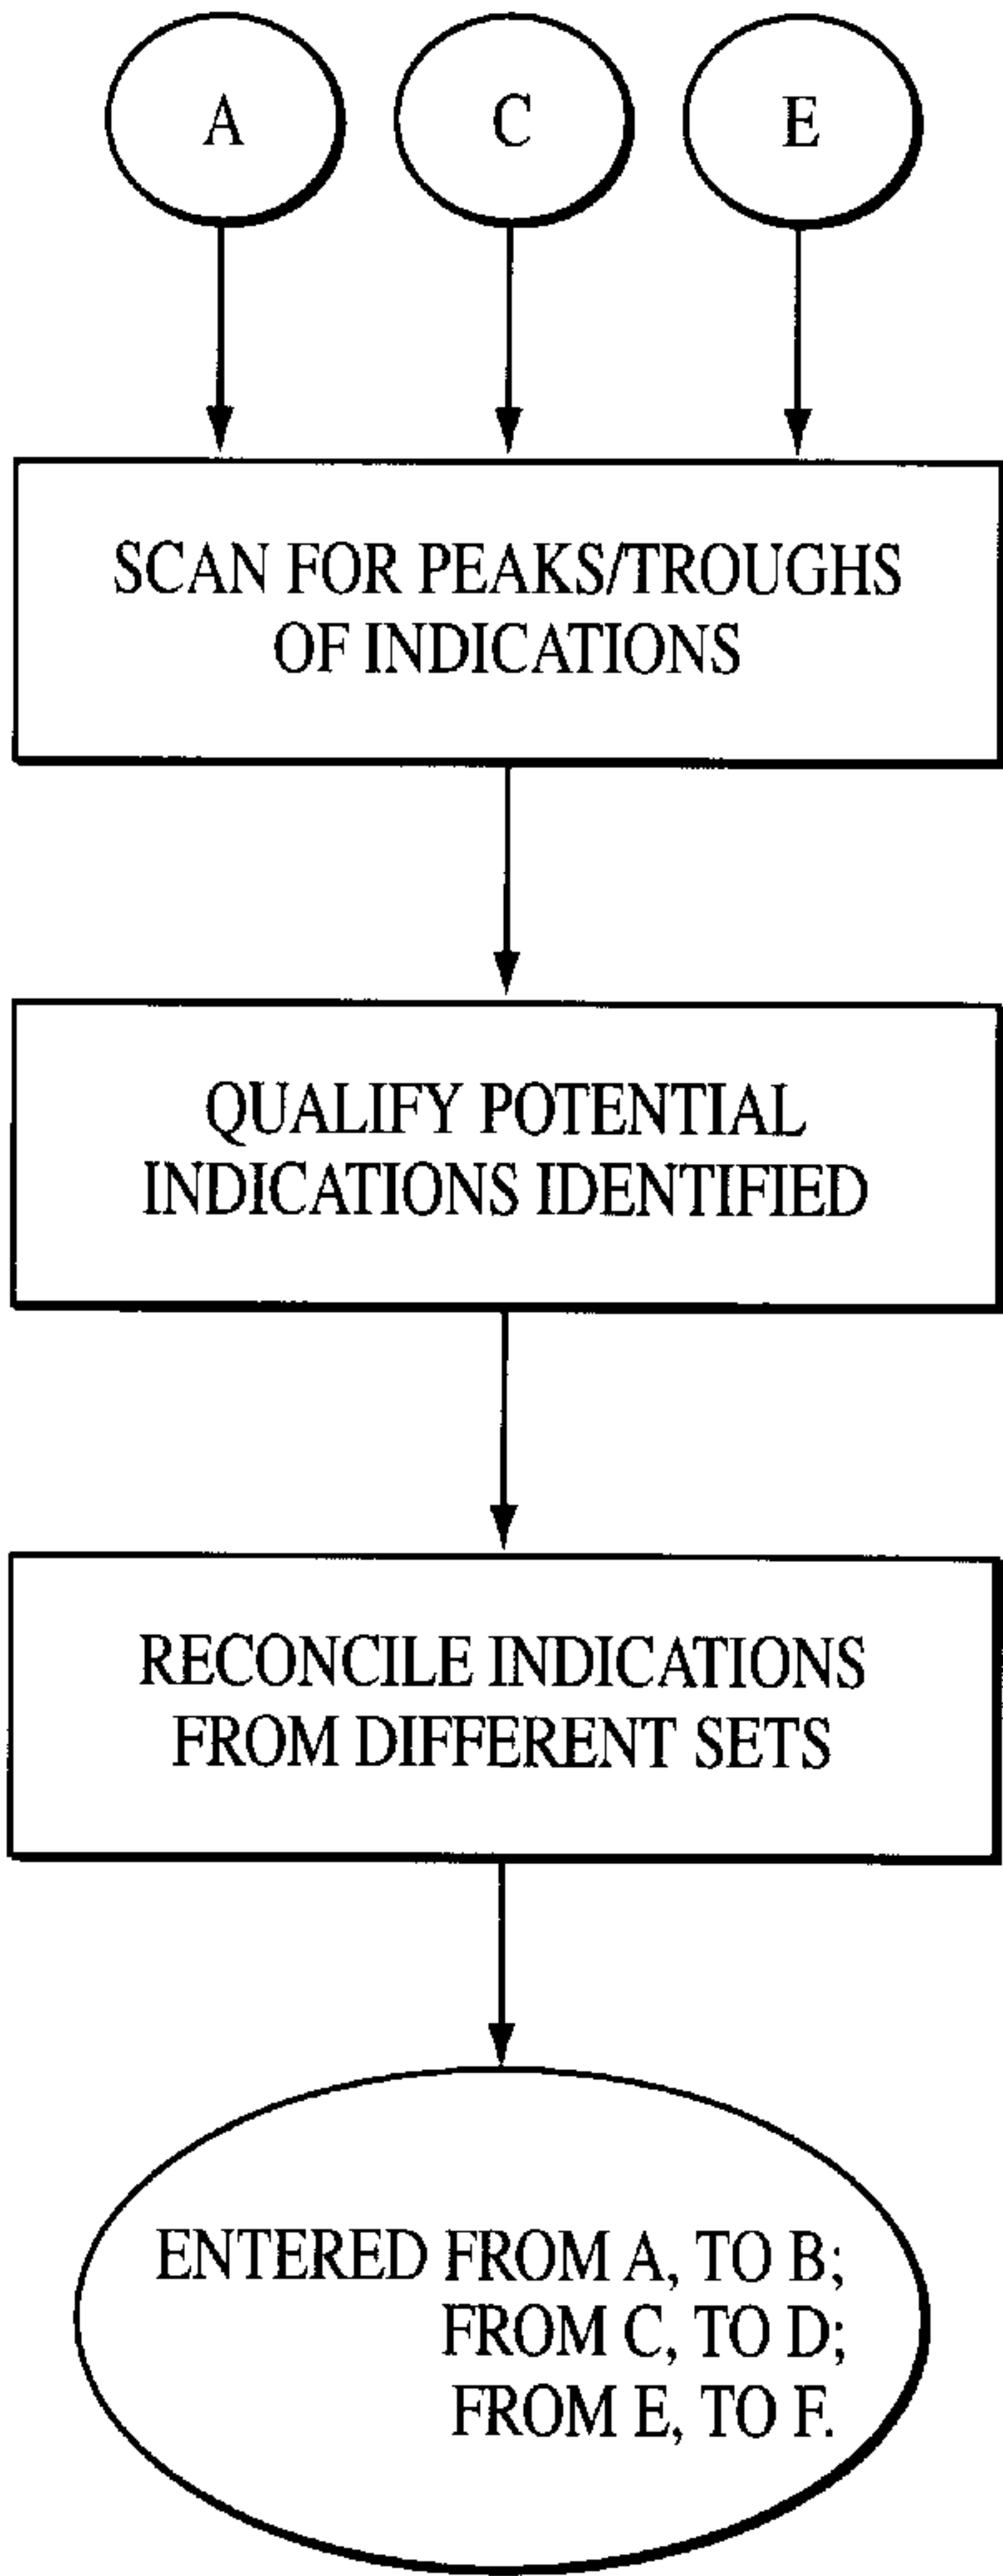 A
C
E
SCAN FOR PEAKS/TROUGHS
OF INDICATIONS
QUALIFY POTENTIAL
INDICATIONS IDENTIFIED
RECONCILE INDICATIONS
FROM DIFFERENT SETS
ENTERED FROM A, TO B;
FROM C, TO D;
FROM E, TO F.